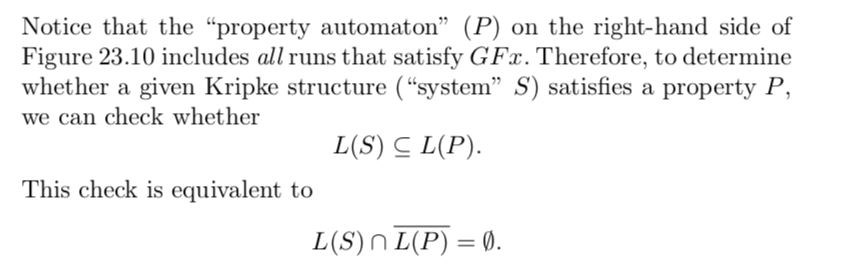 Notice that the “property automaton” (P) on the right-hand side of
Figure 23.10 includes all runs that satisfy GFx. Therefore, to determine
whether a given Kripke structure (“system” S) satisfies a property P,
we can check whether
L(S) ⊆ L(P).
This check is equivalent to
L(S) ∩ \overline{L(P)} = ∅.